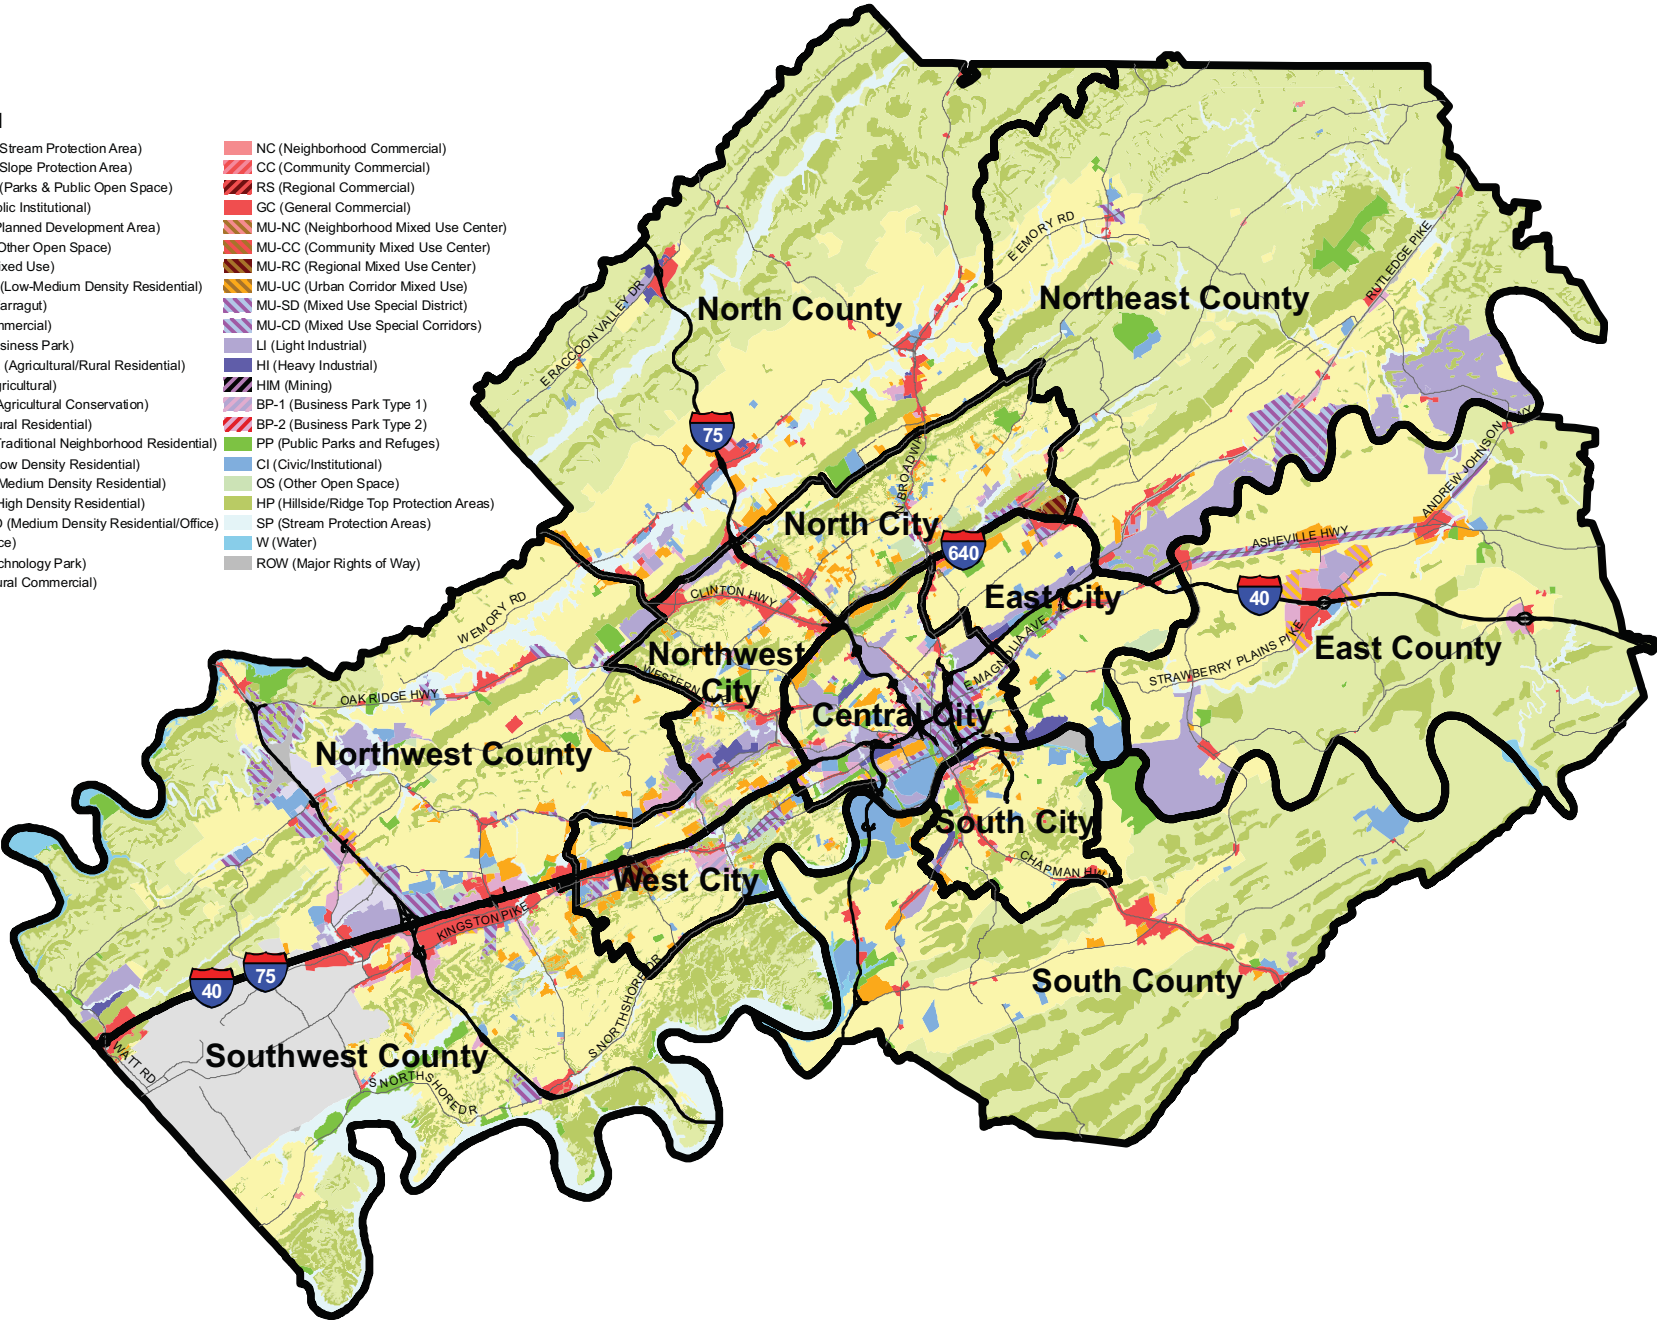 Stream Protection Area)
Slope Protection Area)
(Parks & Public Open Space)
lic Institutional)
lanned Development Area)
Other Open Space)
ixed Use)
(Low-Medium Density Residential)
arragut)
mmercial)
siness Park)
(Agricultural/Rural Residential)
gricultural)
Agricultural Conservation)
ural Residential)
raditional Neighborhood Residential)
ow Density Residential)
Medium Density Residential)
High Density Residential)
O (Medium Density Residential/Office)
ce)
chnology Park)
ural Commercial)
NC (Neighborhood Commercial)
CC (Community Commercial)
RS (Regional Commercial)
GC (General Commercial)
MU-NC (Neighborhood Mixed Use Center)
MU-CC (Community Mixed Use Center)
MU-RC (Regional Mixed Use Center)
MU-UC (Urban Corridor Mixed Use)
MU-SD (Mixed Use Special District)
MU-CD (Mixed Use Special Corridors)
LI (Light Industrial)
HI (Heavy Industrial)
HIM (Mining)
BP-1 (Business Park Type 1)
BP-2 (Business Park Type 2)
PP (Public Parks and Refuges)
CI (Civic/Institutional)
OS (Other Open Space)
HP (Hillside/Ridge Top Protection Areas)
SP (Stream Protection Areas)
W (Water)
ROW (Major Rights of Way)
E EMORY RD
RUTLEDGE PIKE
E RACCOON VALLEY DR
North County
Northeast County
75
N BROADWAY
ANDREW JOHNSON HWY
North City
640
ASHEVILLE HWY
CLINTON HWY
East City
40
W EMORY RD
E MAGNOLIA AVE
STRAWBERRY PLAINS PIKE
East County
Northwest
City
WESTERN AVE
OAK RIDGE HWY
Central City
Northwest County
South City
CHAPMAN HW
West City
KINGSTON PIKE
40
75
South County
S NORTHSHORE DR
WATT RD
Southwest County
S NORTHSHORE DR